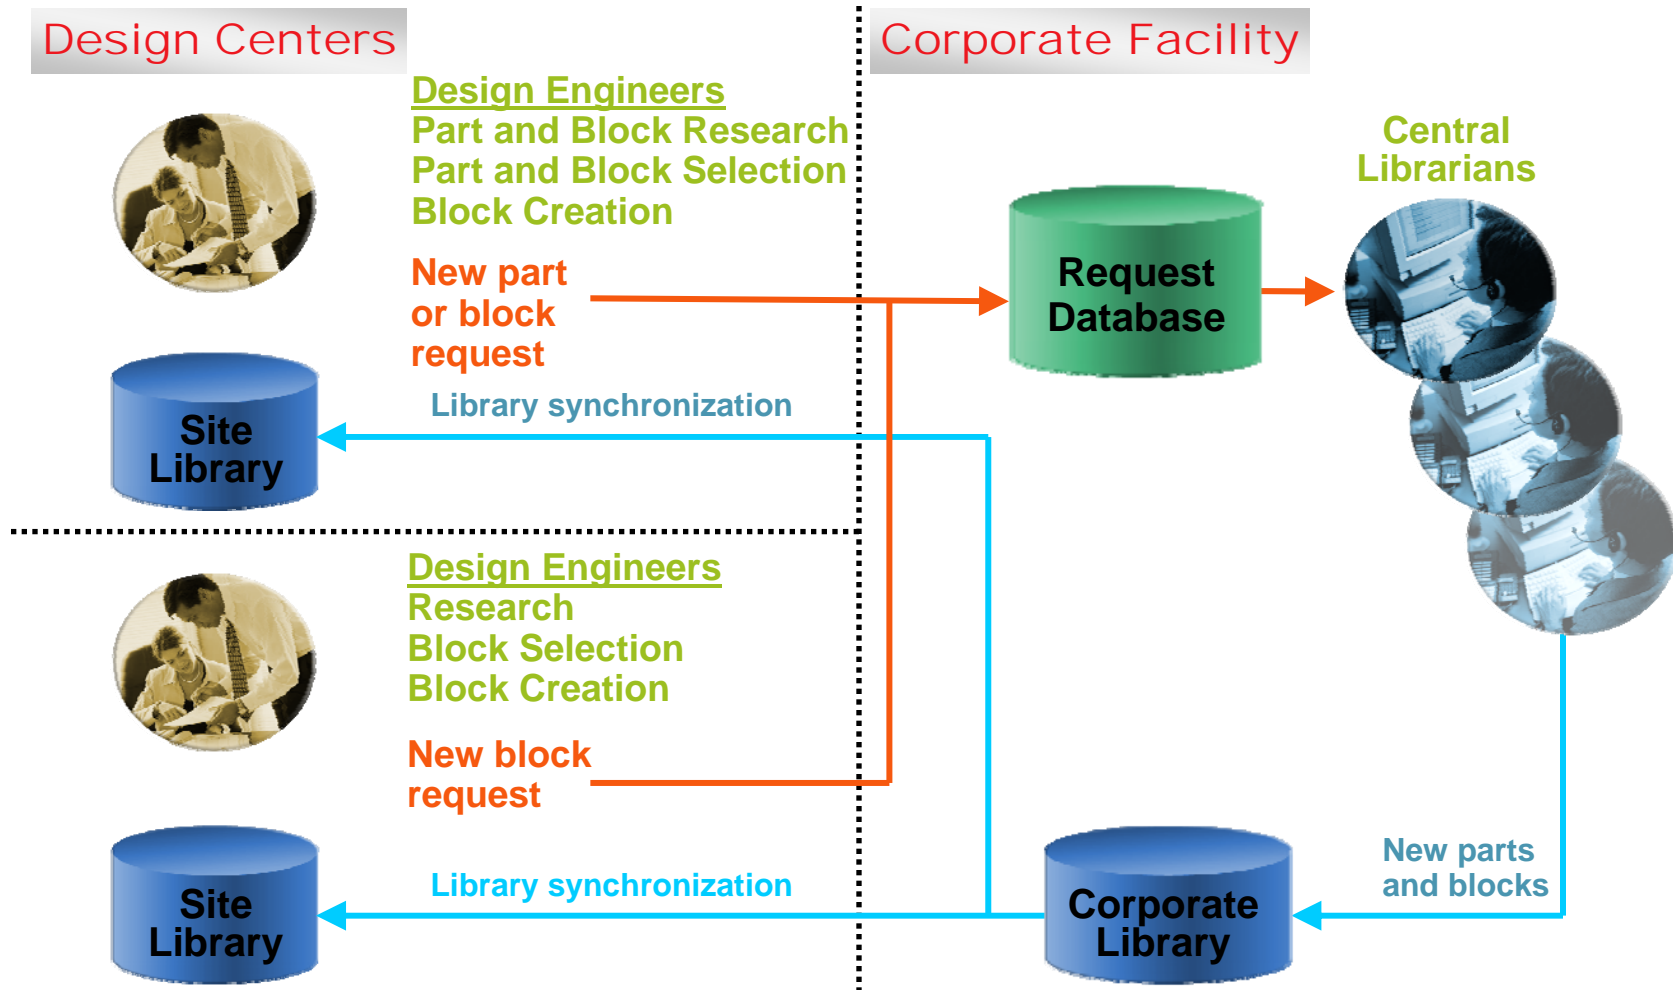 Design Centers
Design Engineers
Part and Block Research
Part and Block Selection
Block Creation
New part
or block
request
Library synchronization
Site
Library
Design Engineers
Research
Block Selection
Block Creation
New block
request
Library synchronization
Site
Library
Corporate Facility
Central
Librarians
Request
Database
New parts
and blocks
Corporate
Library